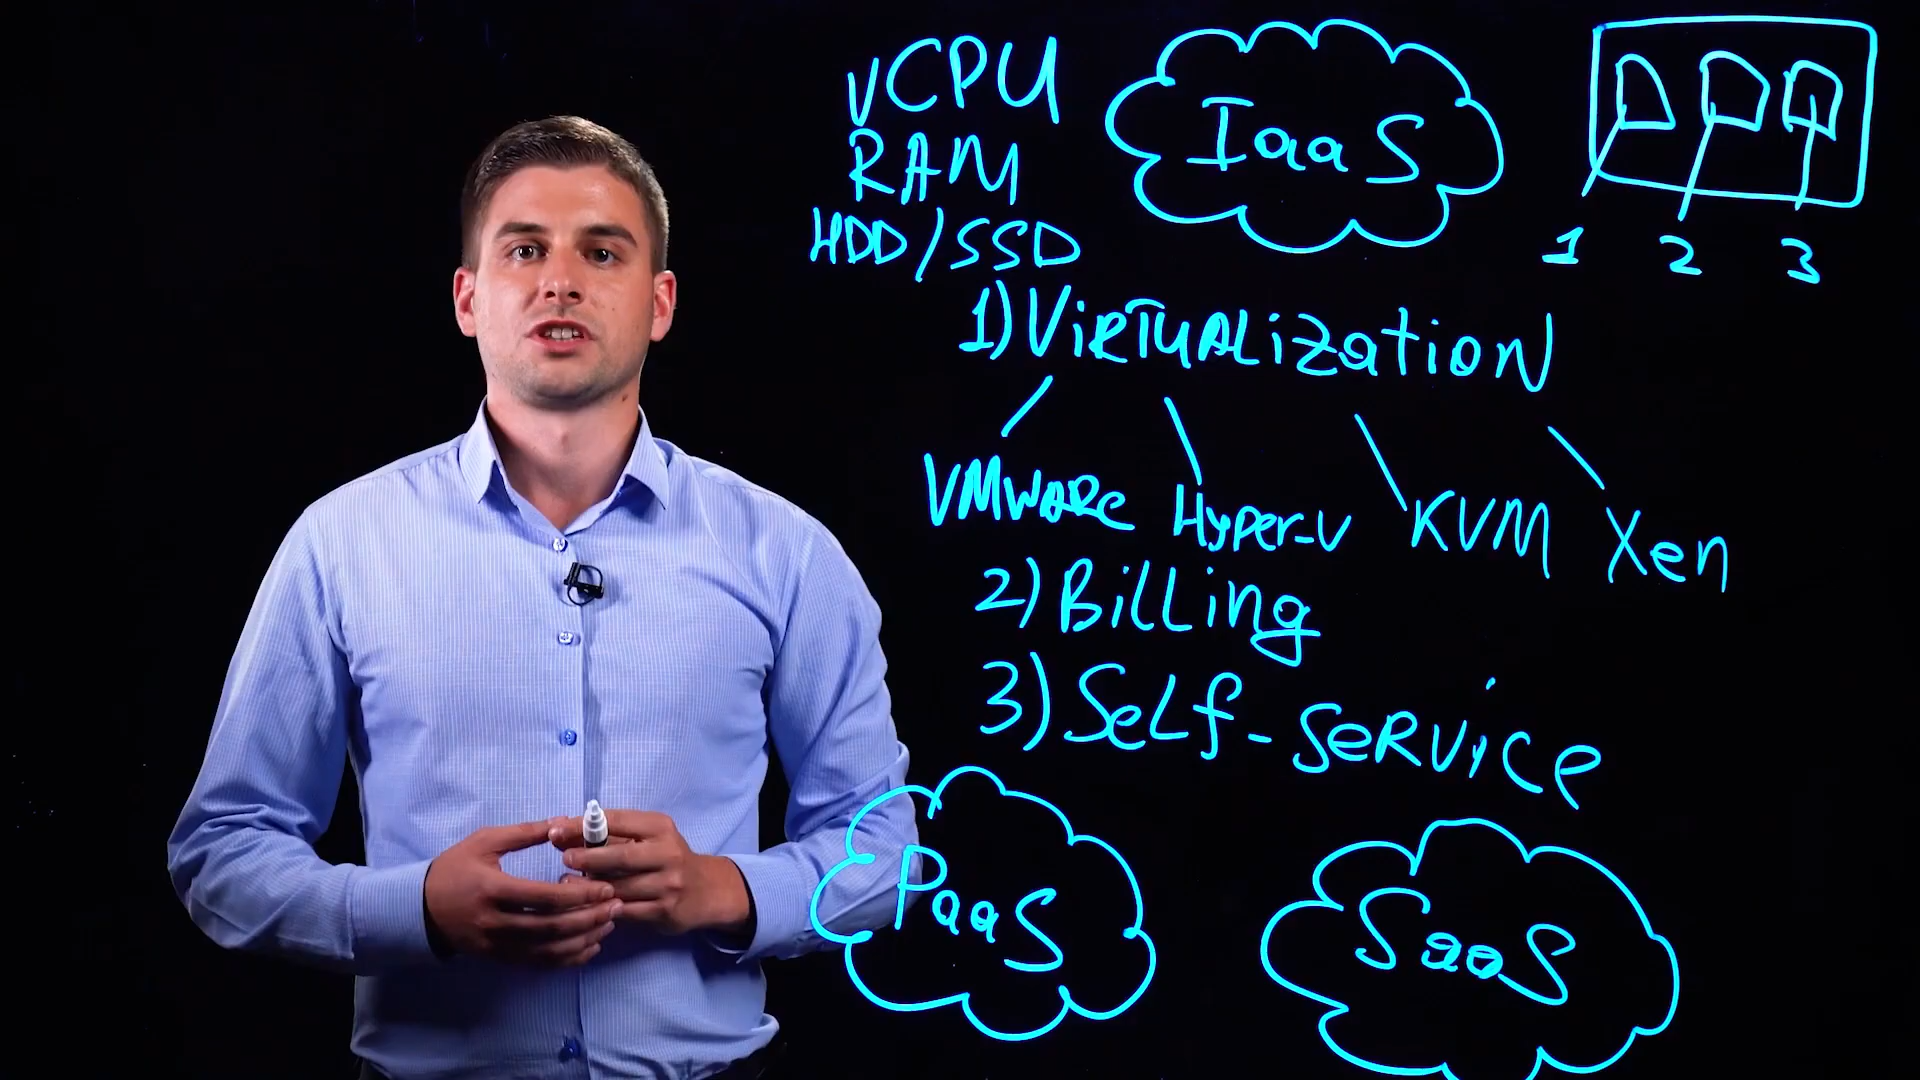 vCPU
RAM
HDD/SSD
IaaS
1 2 3
1) Virtualization
VMware Hyper-V KVM Xen
2) Billing
3) Self-service
PaaS
SaaS